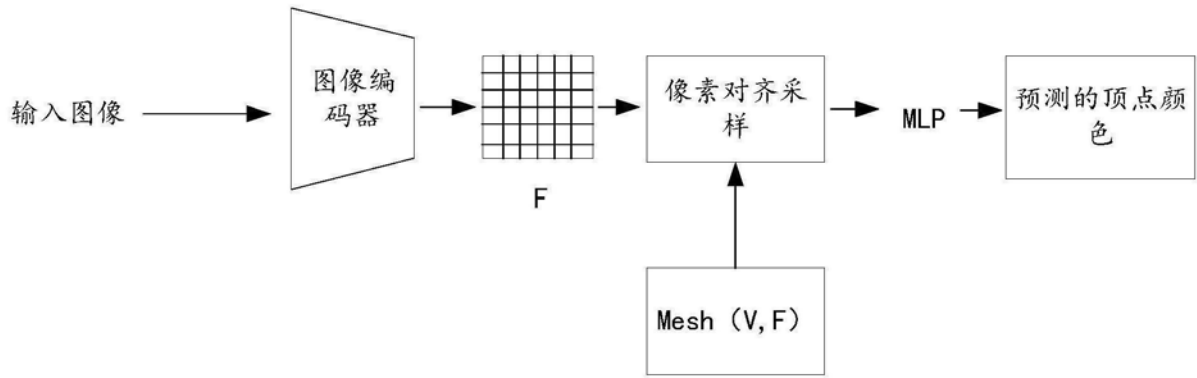 输入图像
图像编
码器
F
像素对齐采
样
MLP
预测的顶点颜
色
Mesh（V,F）